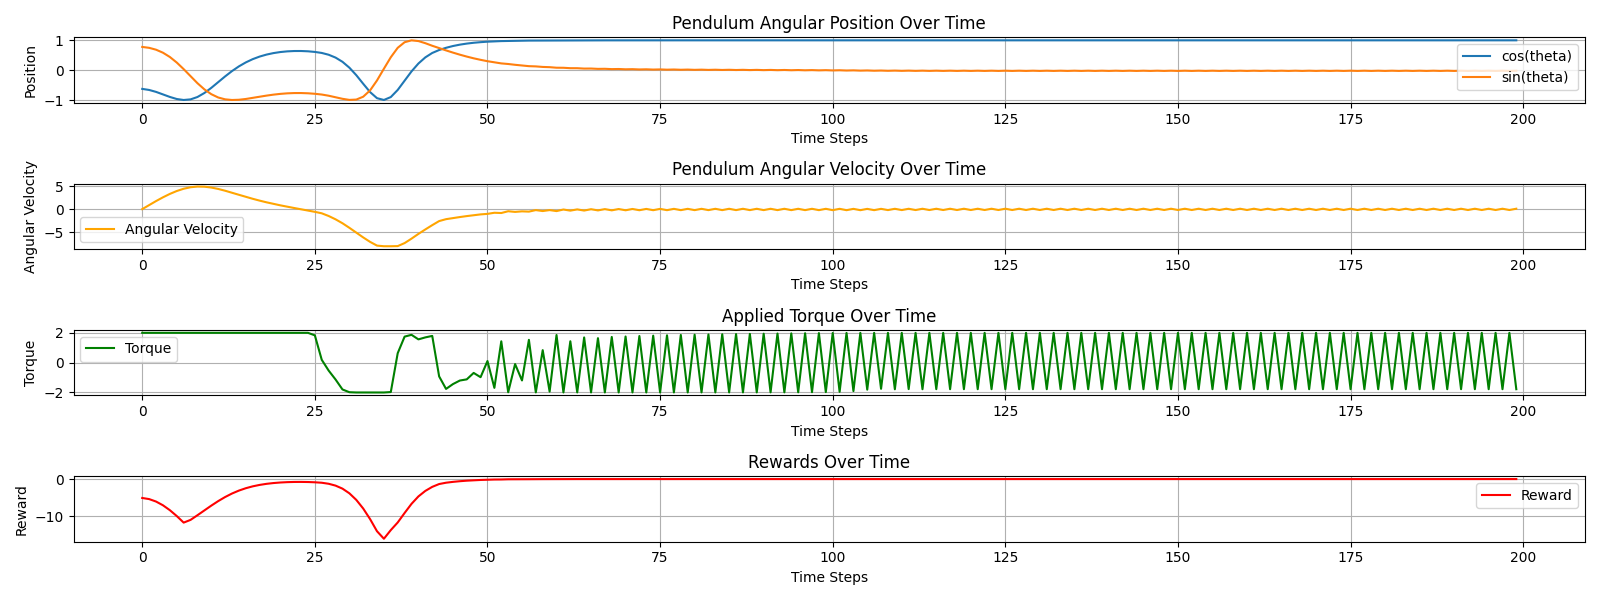 Pendulum Angular Position Over Time
Position
1
0
−1
cos(theta)
sin(theta)
0 25 50 75 100 125 150 175 200
Time Steps
Pendulum Angular Velocity Over Time
Angular Velocity
5
0
−5
Angular Velocity
0 25 50 75 100 125 150 175 200
Time Steps
Applied Torque Over Time
Torque
2
0
−2
Torque
0 25 50 75 100 125 150 175 200
Time Steps
Rewards Over Time
Reward
0
−10
Reward
0 25 50 75 100 125 150 175 200
Time Steps